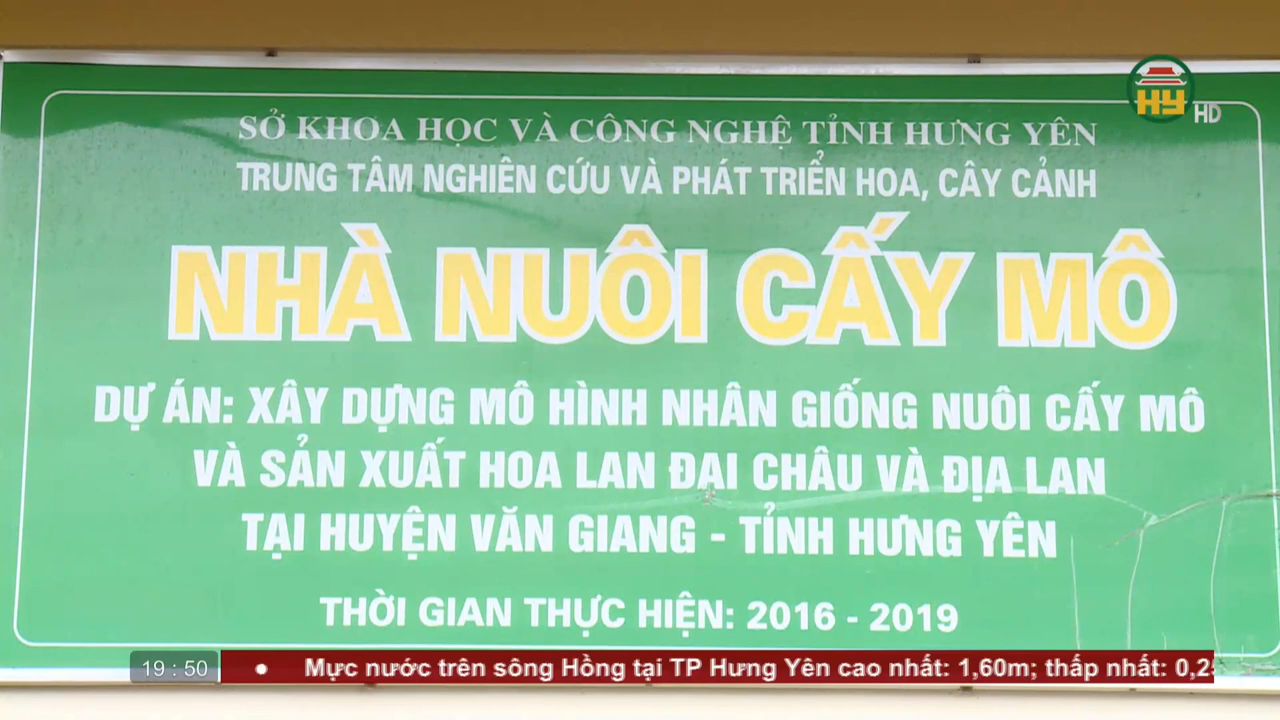 HY HD
SỞ KHOA HỌC VÀ CÔNG NGHỆ TỈNH HƯNG YÊN
TRUNG TÂM NGHIÊN CỨU VÀ PHÁT TRIỂN HOA, CÂY CẢNH
NHÀ NUÔI CẤY MÔ
DỰ ÁN: XÂY DỰNG MÔ HÌNH NHÂN GIỐNG NUÔI CẤY MÔ
VÀ SẢN XUẤT HOA LAN ĐAI CHÂU VÀ ĐỊA LAN
TẠI HUYỆN VĂN GIANG - TỈNH HƯNG YÊN
THỜI GIAN THỰC HIỆN: 2016 - 2019
19 : 50 • Mực nước trên sông Hồng tại TP Hưng Yên cao nhất: 1,60m; thấp nhất: 0,2